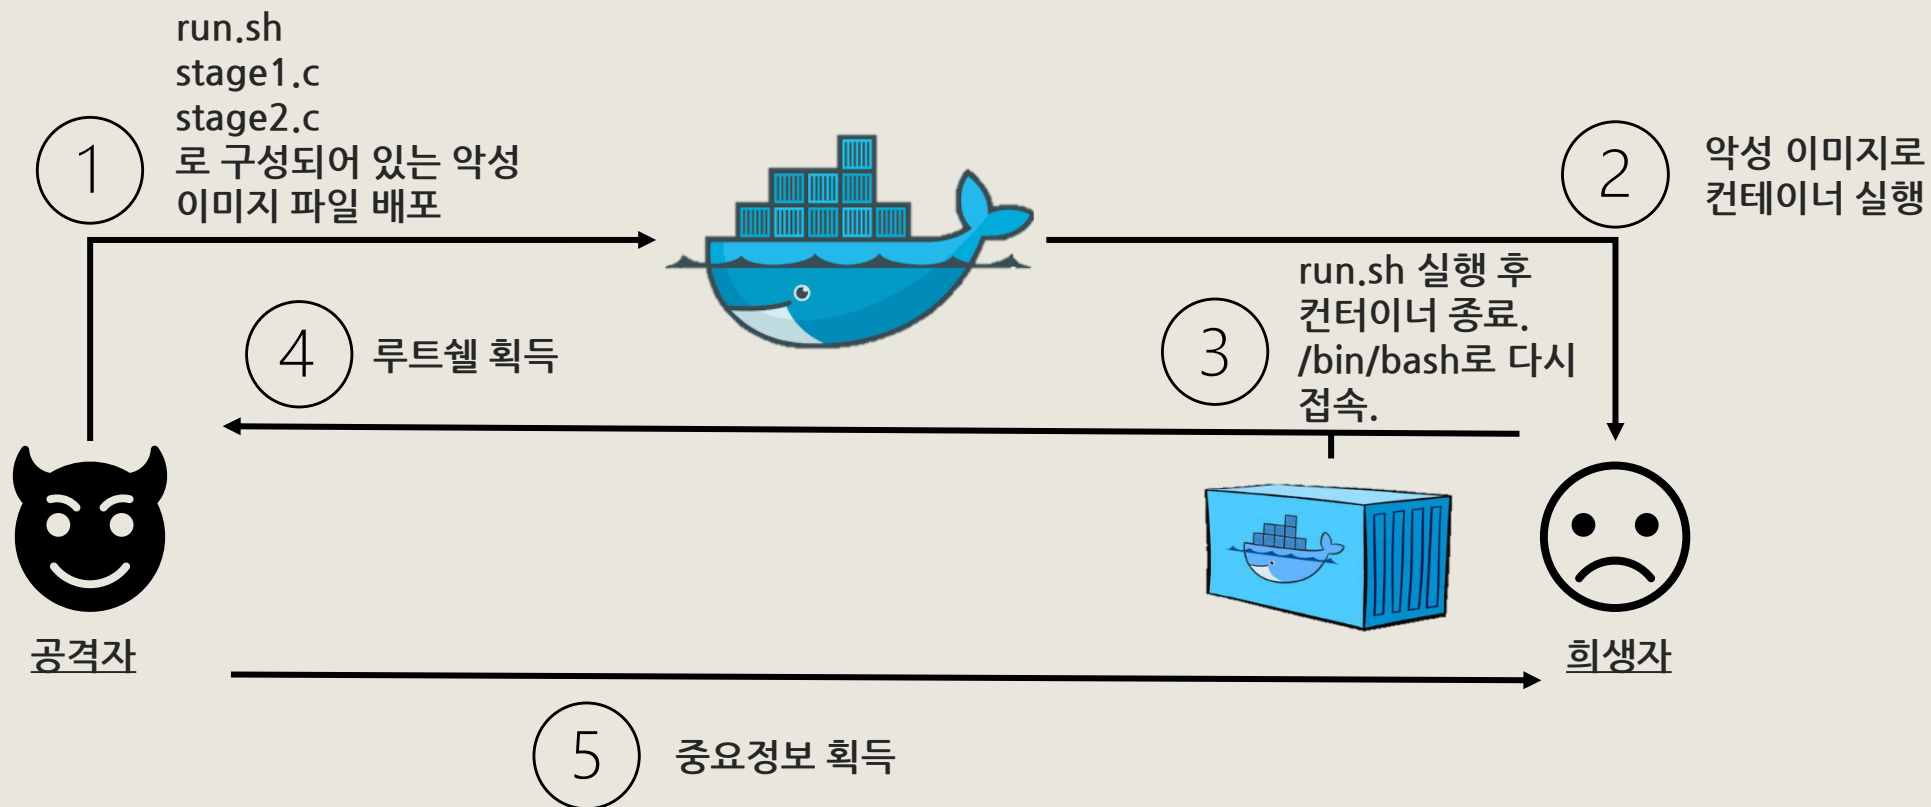 run.sh
stage1.c
stage2.c
로 구성되어 있는 악성
이미지 파일 배포
1
2
악성 이미지로
컨테이너 실행
run.sh 실행 후
컨터이너 종료.
/bin/bash로 다시
접속.
3
4
루트쉘 획득
공격자
희생자
5
중요정보 획득